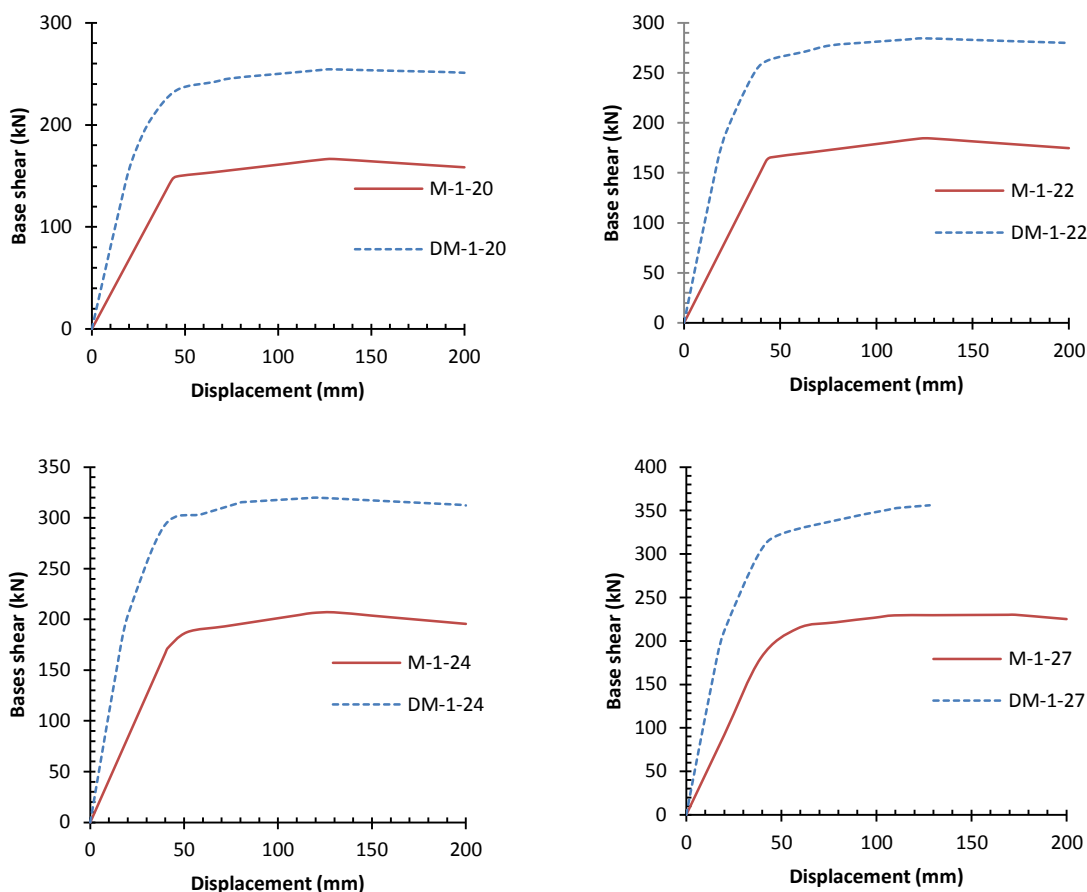 300
250
200
150
100
50
0
Base shear (kN)
M-1-20
DM-1-20
0 50 100 150 200
Displacement (mm)
300
250
200
150
100
50
0
Base shear (kN)
M-1-22
DM-1-22
0 50 100 150 200
Displacement (mm)
350
300
250
200
150
100
50
0
Bases shear (kN)
M-1-24
DM-1-24
0 50 100 150 200
Displacement (mm)
400
350
300
250
200
150
100
50
0
Base shear (kN)
M-1-27
DM-1-27
0 50 100 150 200
Displacement (mm)